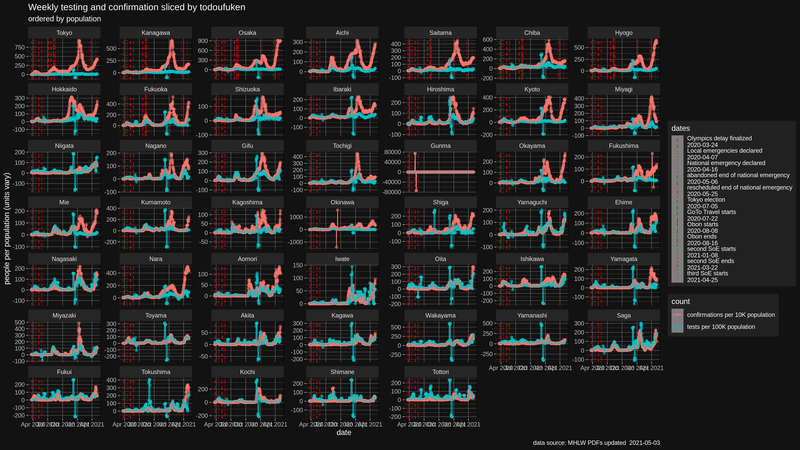 Weekly testing and confirmation sliced by todoufuken
ordered by population
Tokyo
Kanagawa
Osaka
Aichi
Saitama
Chiba
Hyogo
Hokkaido
Fukuoka
Shizuoka
Ibaraki
Hiroshima
Kyoto
Miyagi
Niigata
Nagano
Gifu
Tochigi
Gunma
Okayama
Fukushima
Mie
Kumamoto
Kagoshima
Okinawa
Shiga
Yamaguchi
Ehime
Nagasaki
Nara
Aomori
Iwate
Oita
Ishikawa
Yamagata
Miyazaki
Toyama
Akita
Kagawa
Wakayama
Yamanashi
Saga
Fukui
Tokushima
Kochi
Shimane
Tottori
people per population (units vary)
date
dates
Olympics delay finalized
2020-03-24
Local emergencies declared
2020-04-07
National emergency declared
2020-04-16
abandoned end of national emergency
2020-05-06
rescheduled end of national emergency
2020-05-25
Tokyo election
2020-07-05
GoTo Travel starts
2020-07-22
Obon starts
2020-08-08
Obon ends
2020-08-16
second SoE starts
2021-01-08
second SoE ends
2021-03-22
third SoE starts
2021-04-25
count
confirmations per 10K population
tests per 100K population
data source: MHLW PDFs updated 2021-05-03